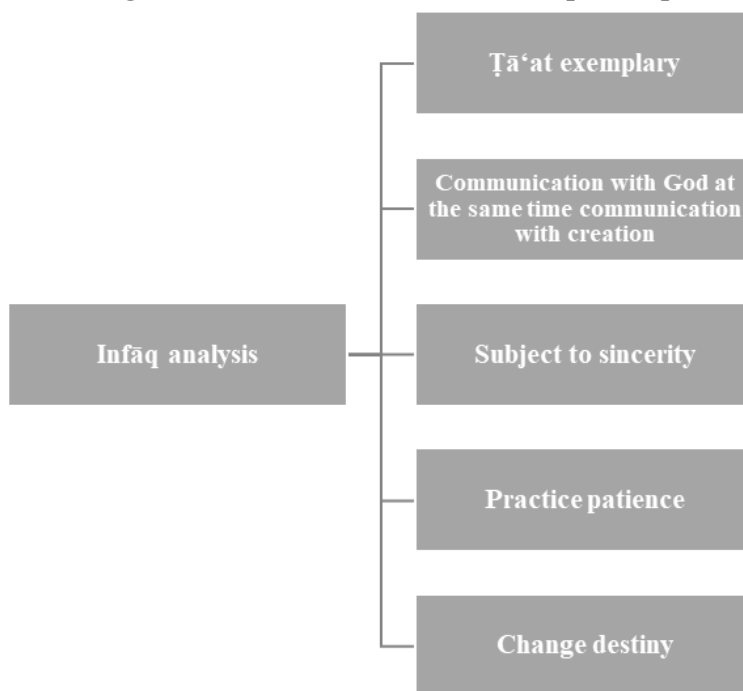 Ṭā‘at exemplary
Communication with God at
the same time communication
with creation
Infāq analysis
Subject to sincerity
Practice patience
Change destiny